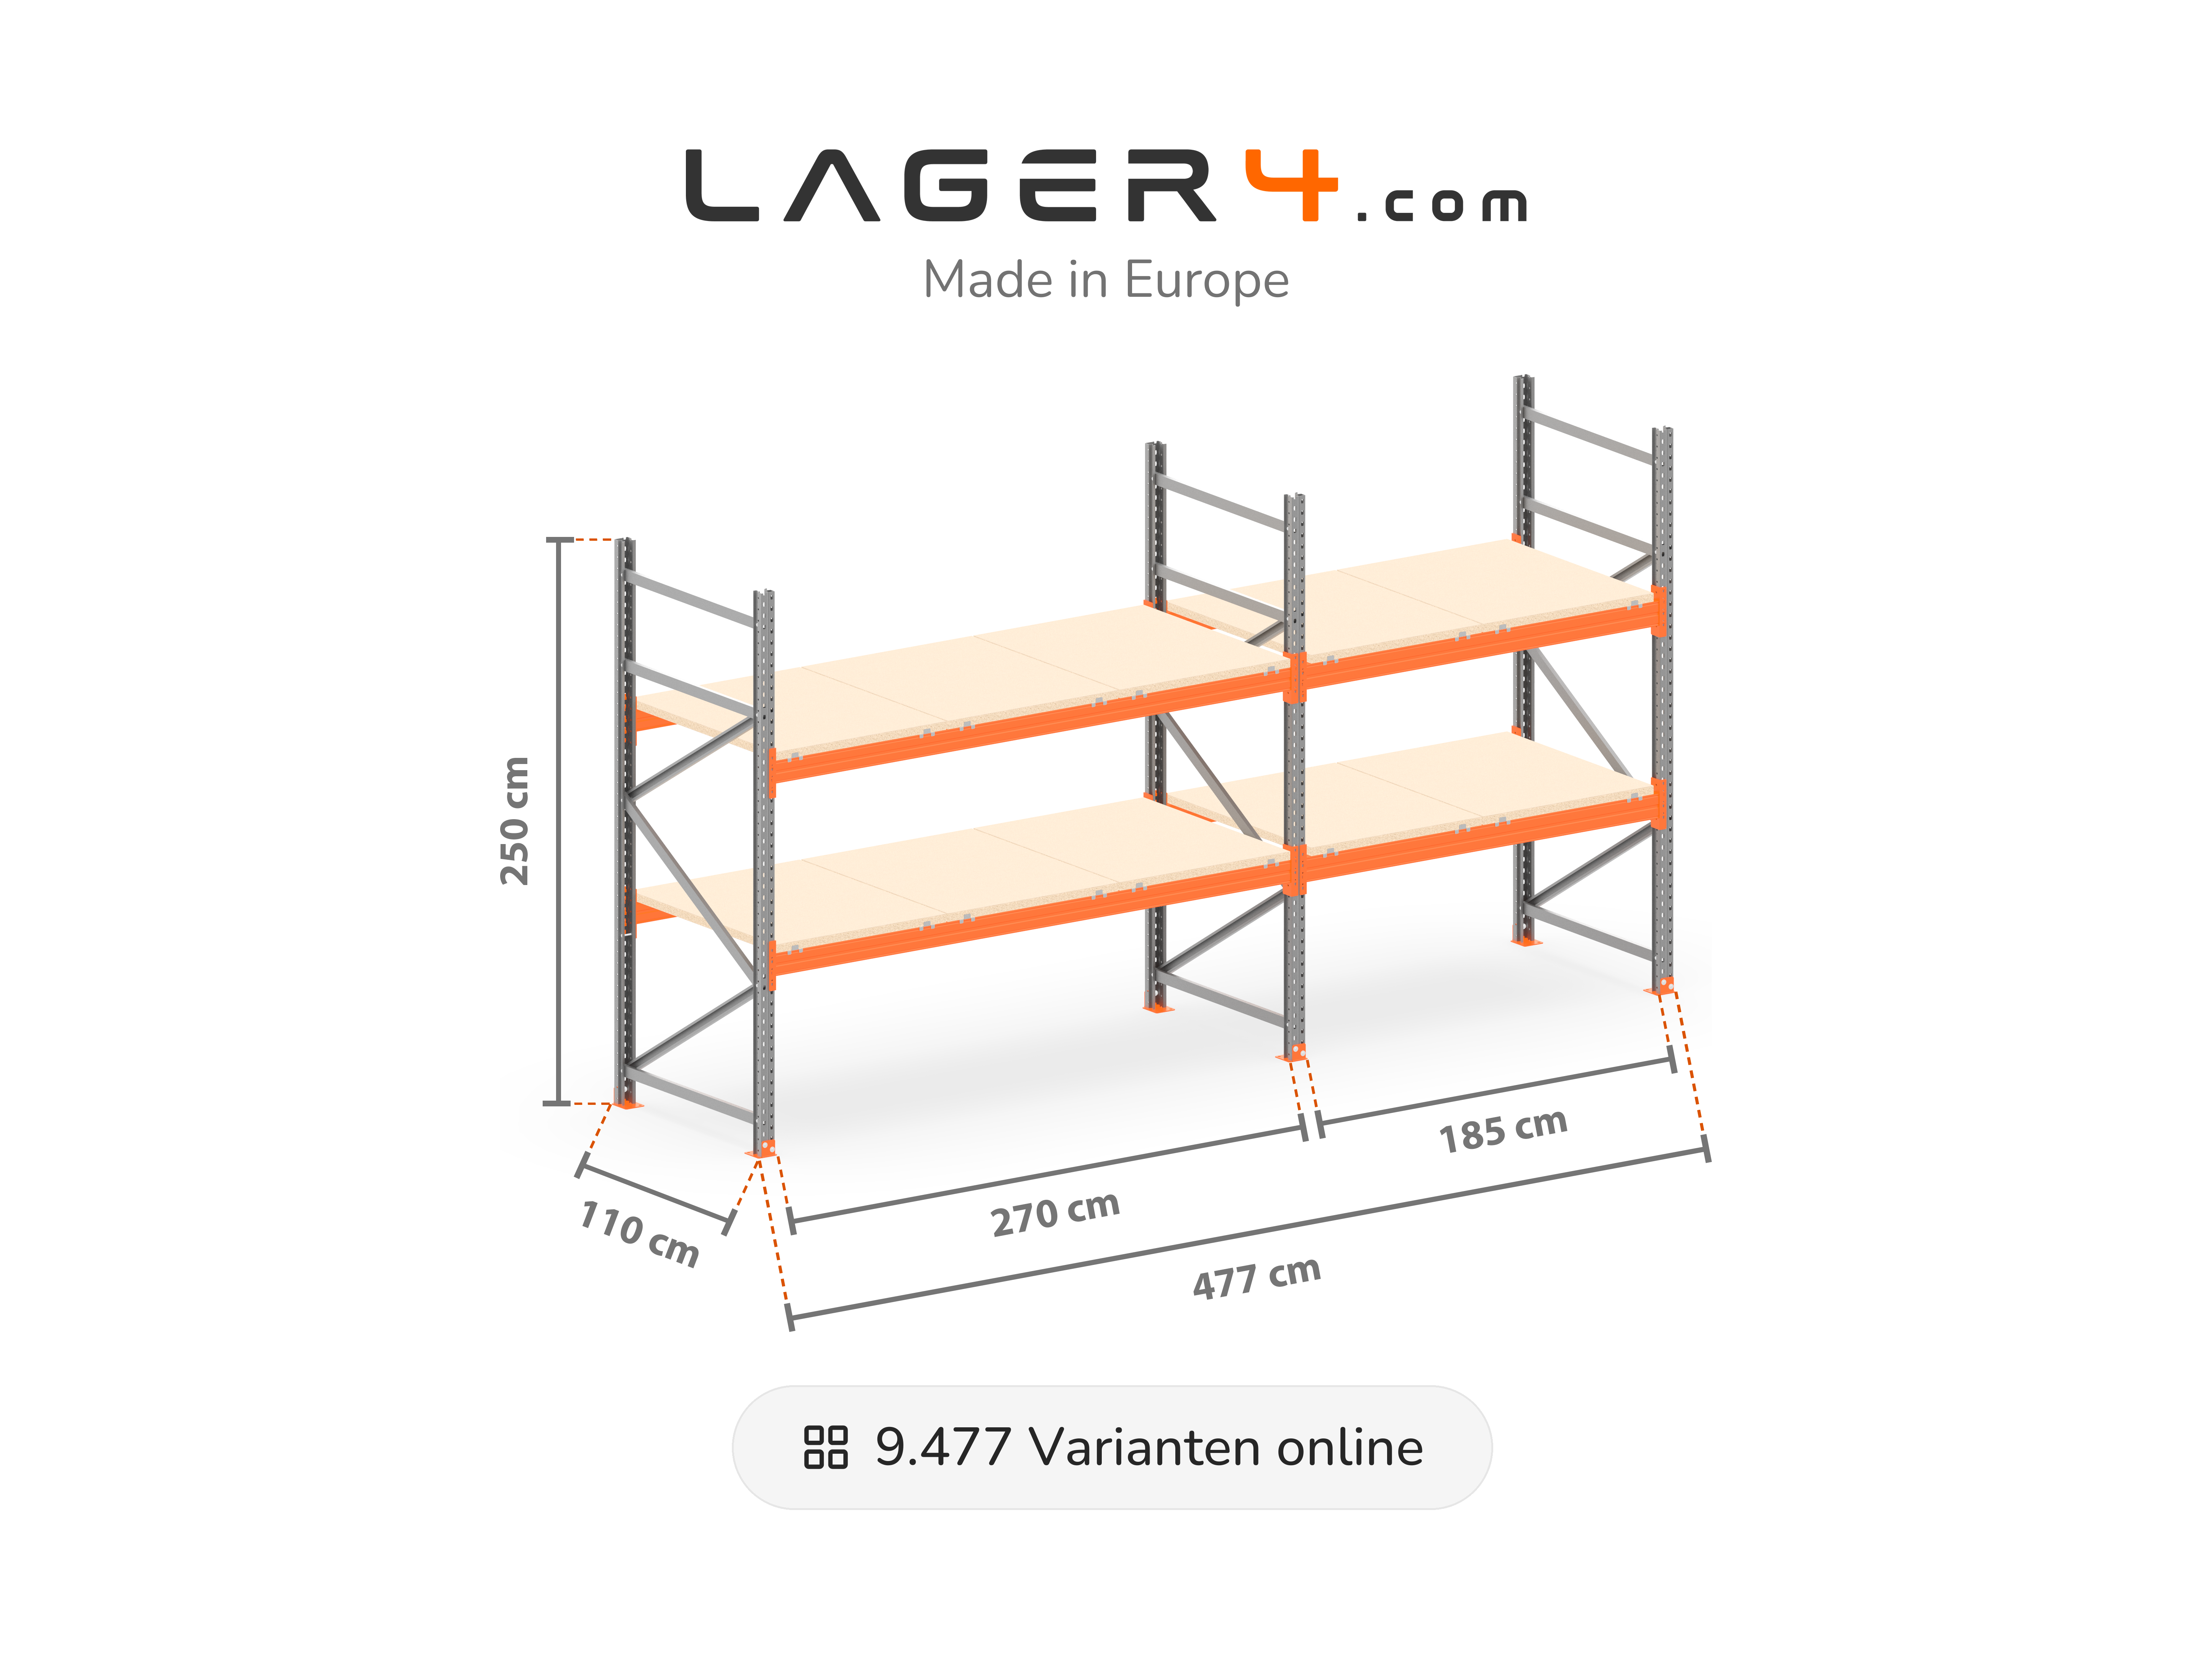 LAGER4.com
Made in Europe
250 cm
110 cm
270 cm
185 cm
477 cm
9.477 Varianten online